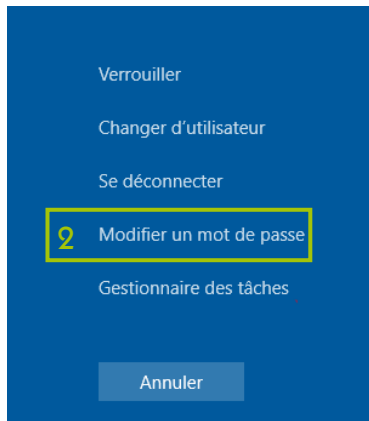 Verrouiller
Changer d'utilisateur
Se déconnecter
2 Modifier un mot de passe
Gestionnaire des tâches
Annuler